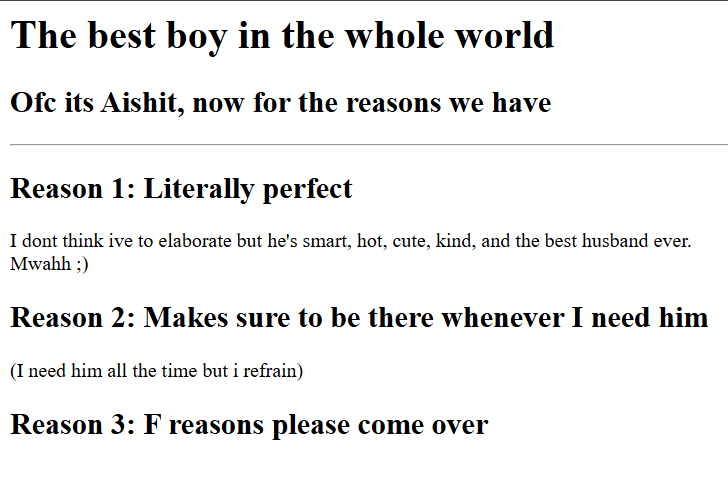 The best boy in the whole world
Ofc its Aishit, now for the reasons we have
Reason 1: Literally perfect
I dont think ive to elaborate but he's smart, hot, cute, kind, and the best husband ever.
Mwahh ;)
Reason 2: Makes sure to be there whenever I need him
(I need him all the time but i refrain)
Reason 3: F reasons please come over